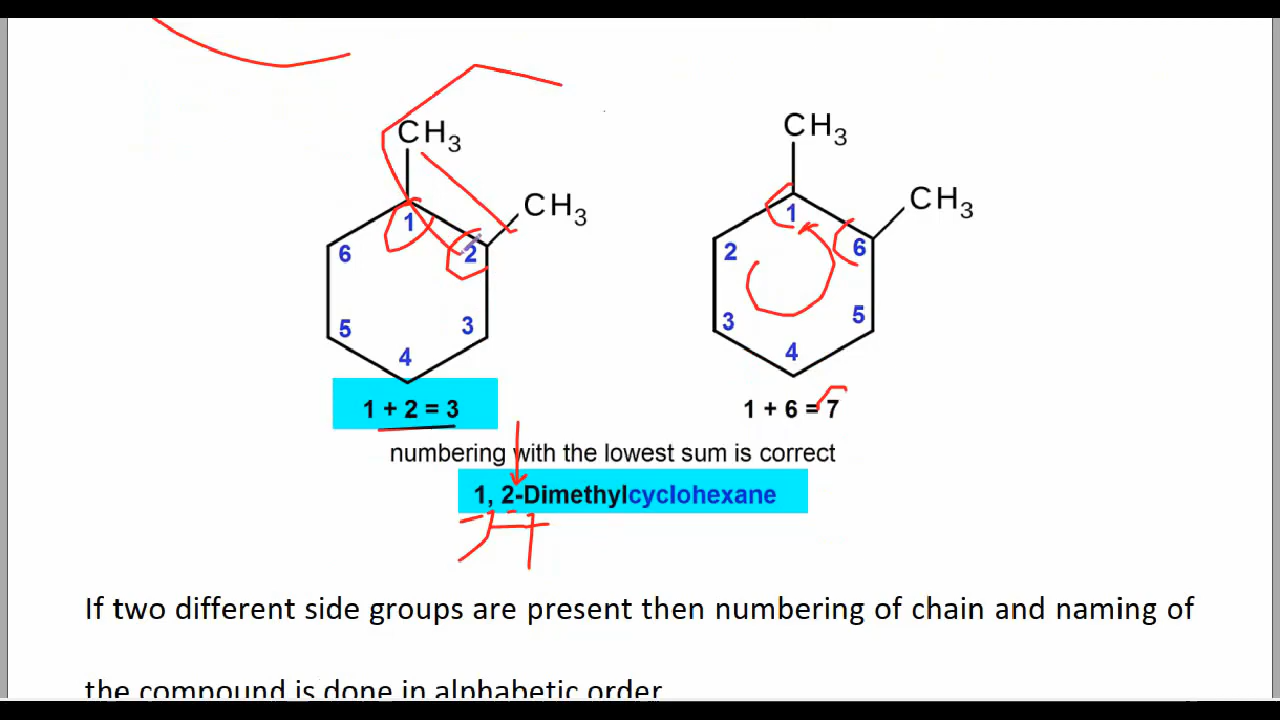 CH3
CH3
1
2
3
4
5
6
1 + 2 = 3
CH3
CH3
1
6
2
3
5
4
1 + 6 = 7
numbering with the lowest sum is correct
1, 2-Dimethylcyclohexane
If two different side groups are present then numbering of chain and naming of
the compound is done in alphabetic order